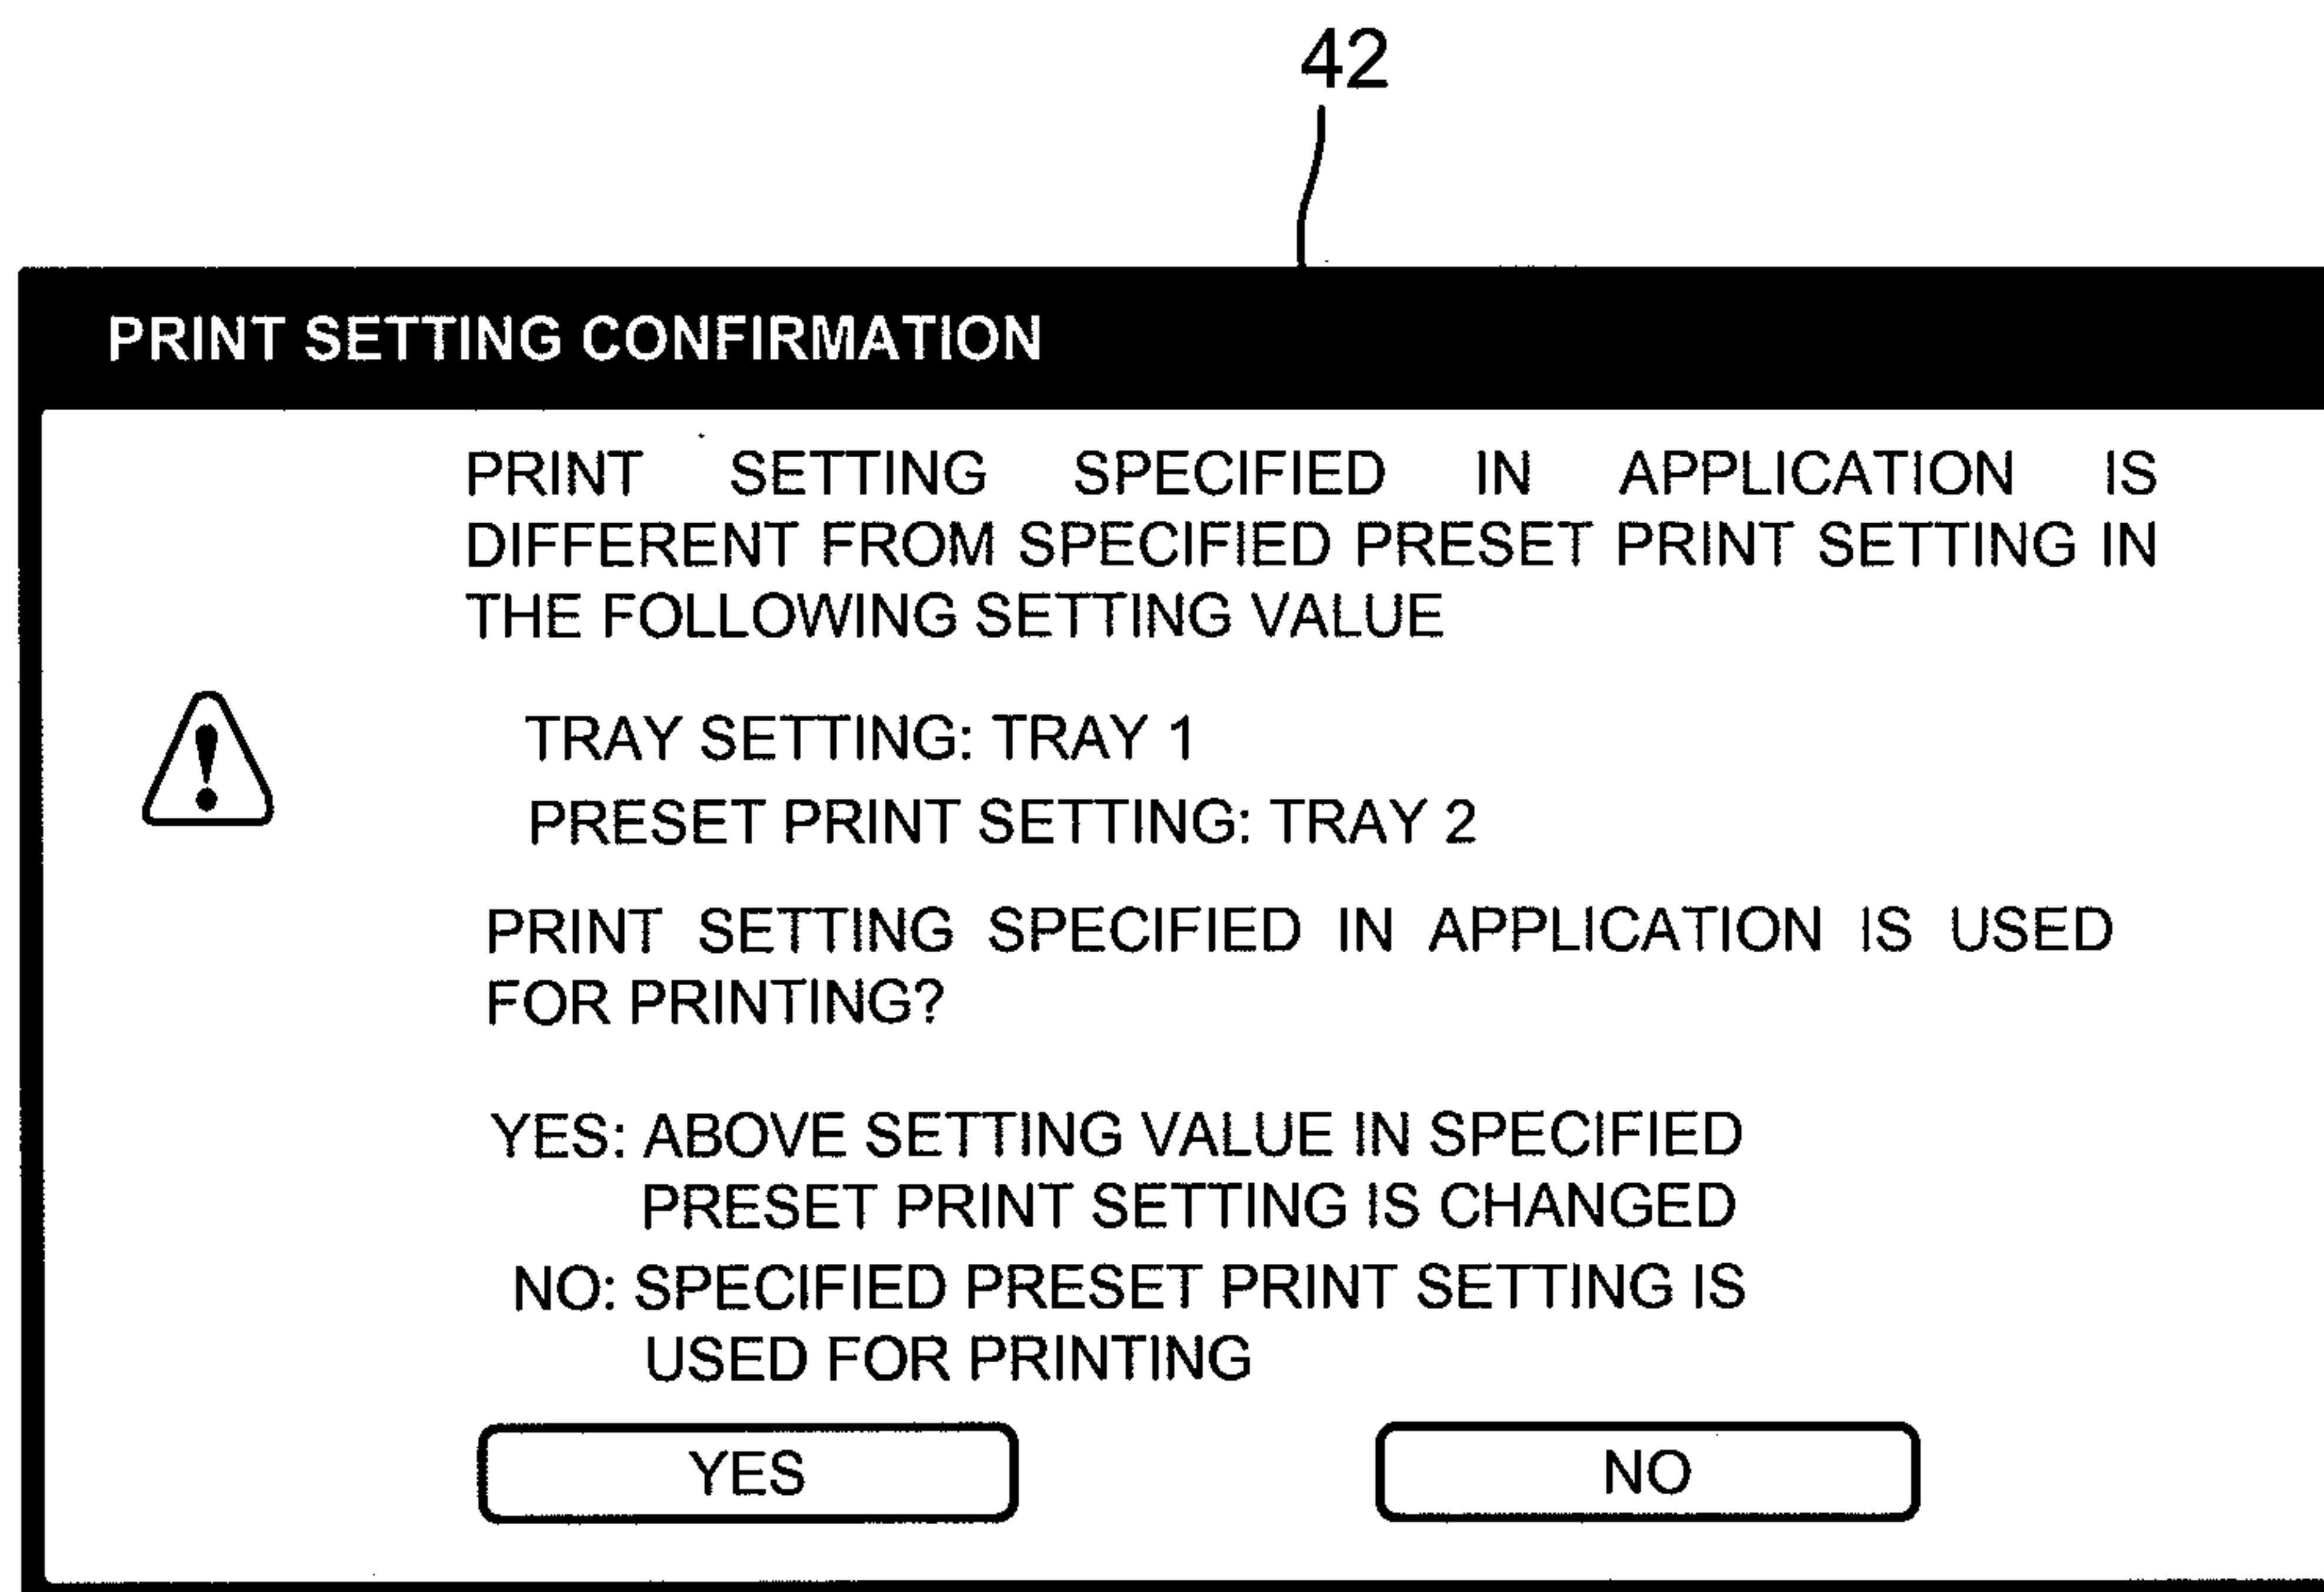 42
PRINT SETTING CONFIRMATION
PRINT SETTING SPECIFIED IN APPLICATION IS
DIFFERENT FROM SPECIFIED PRESET PRINT SETTING IN
THE FOLLOWING SETTING VALUE
TRAY SETTING: TRAY 1
PRESET PRINT SETTING: TRAY 2
PRINT SETTING SPECIFIED IN APPLICATION IS USED
FOR PRINTING?
YES: ABOVE SETTING VALUE IN SPECIFIED
PRESET PRINT SETTING IS CHANGED
NO: SPECIFIED PRESET PRINT SETTING IS
USED FOR PRINTING
YES
NO